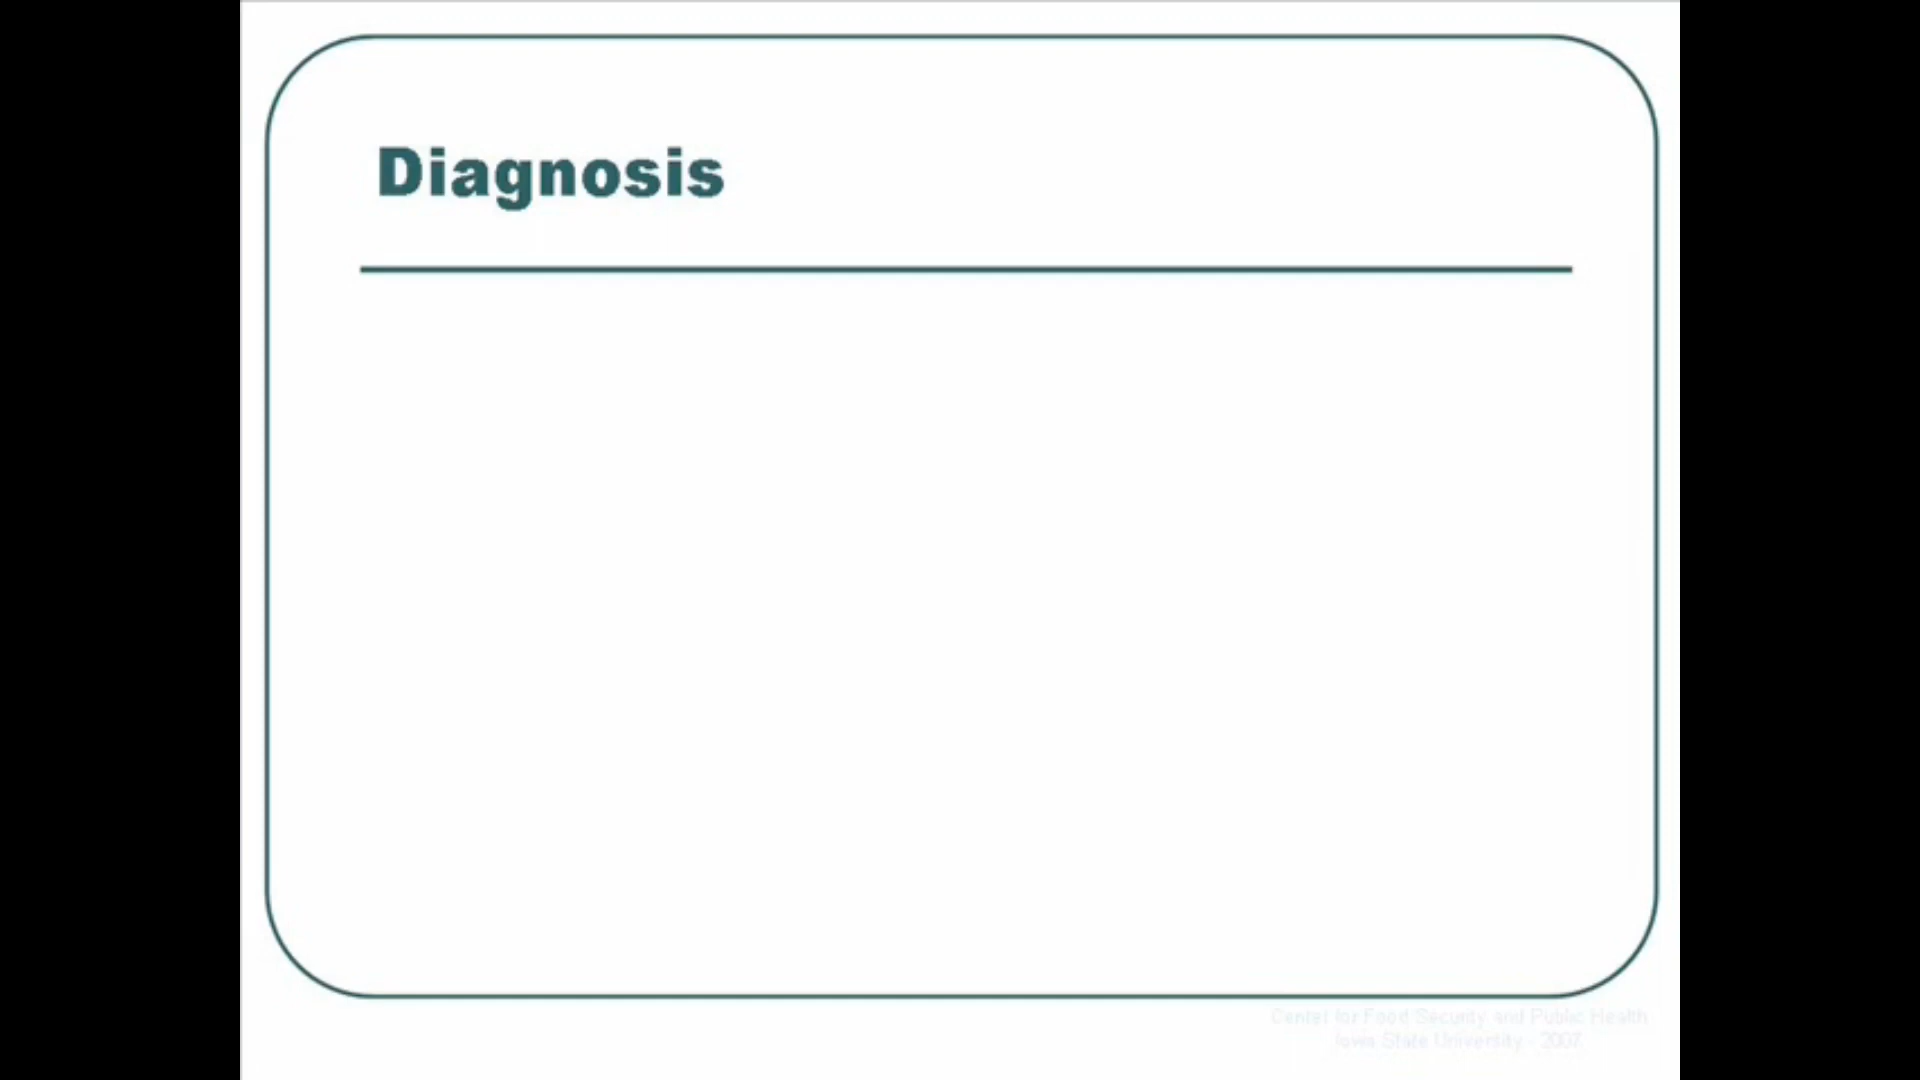 Diagnosis
Center for Food Security and Public Health
Iowa State University - 2007